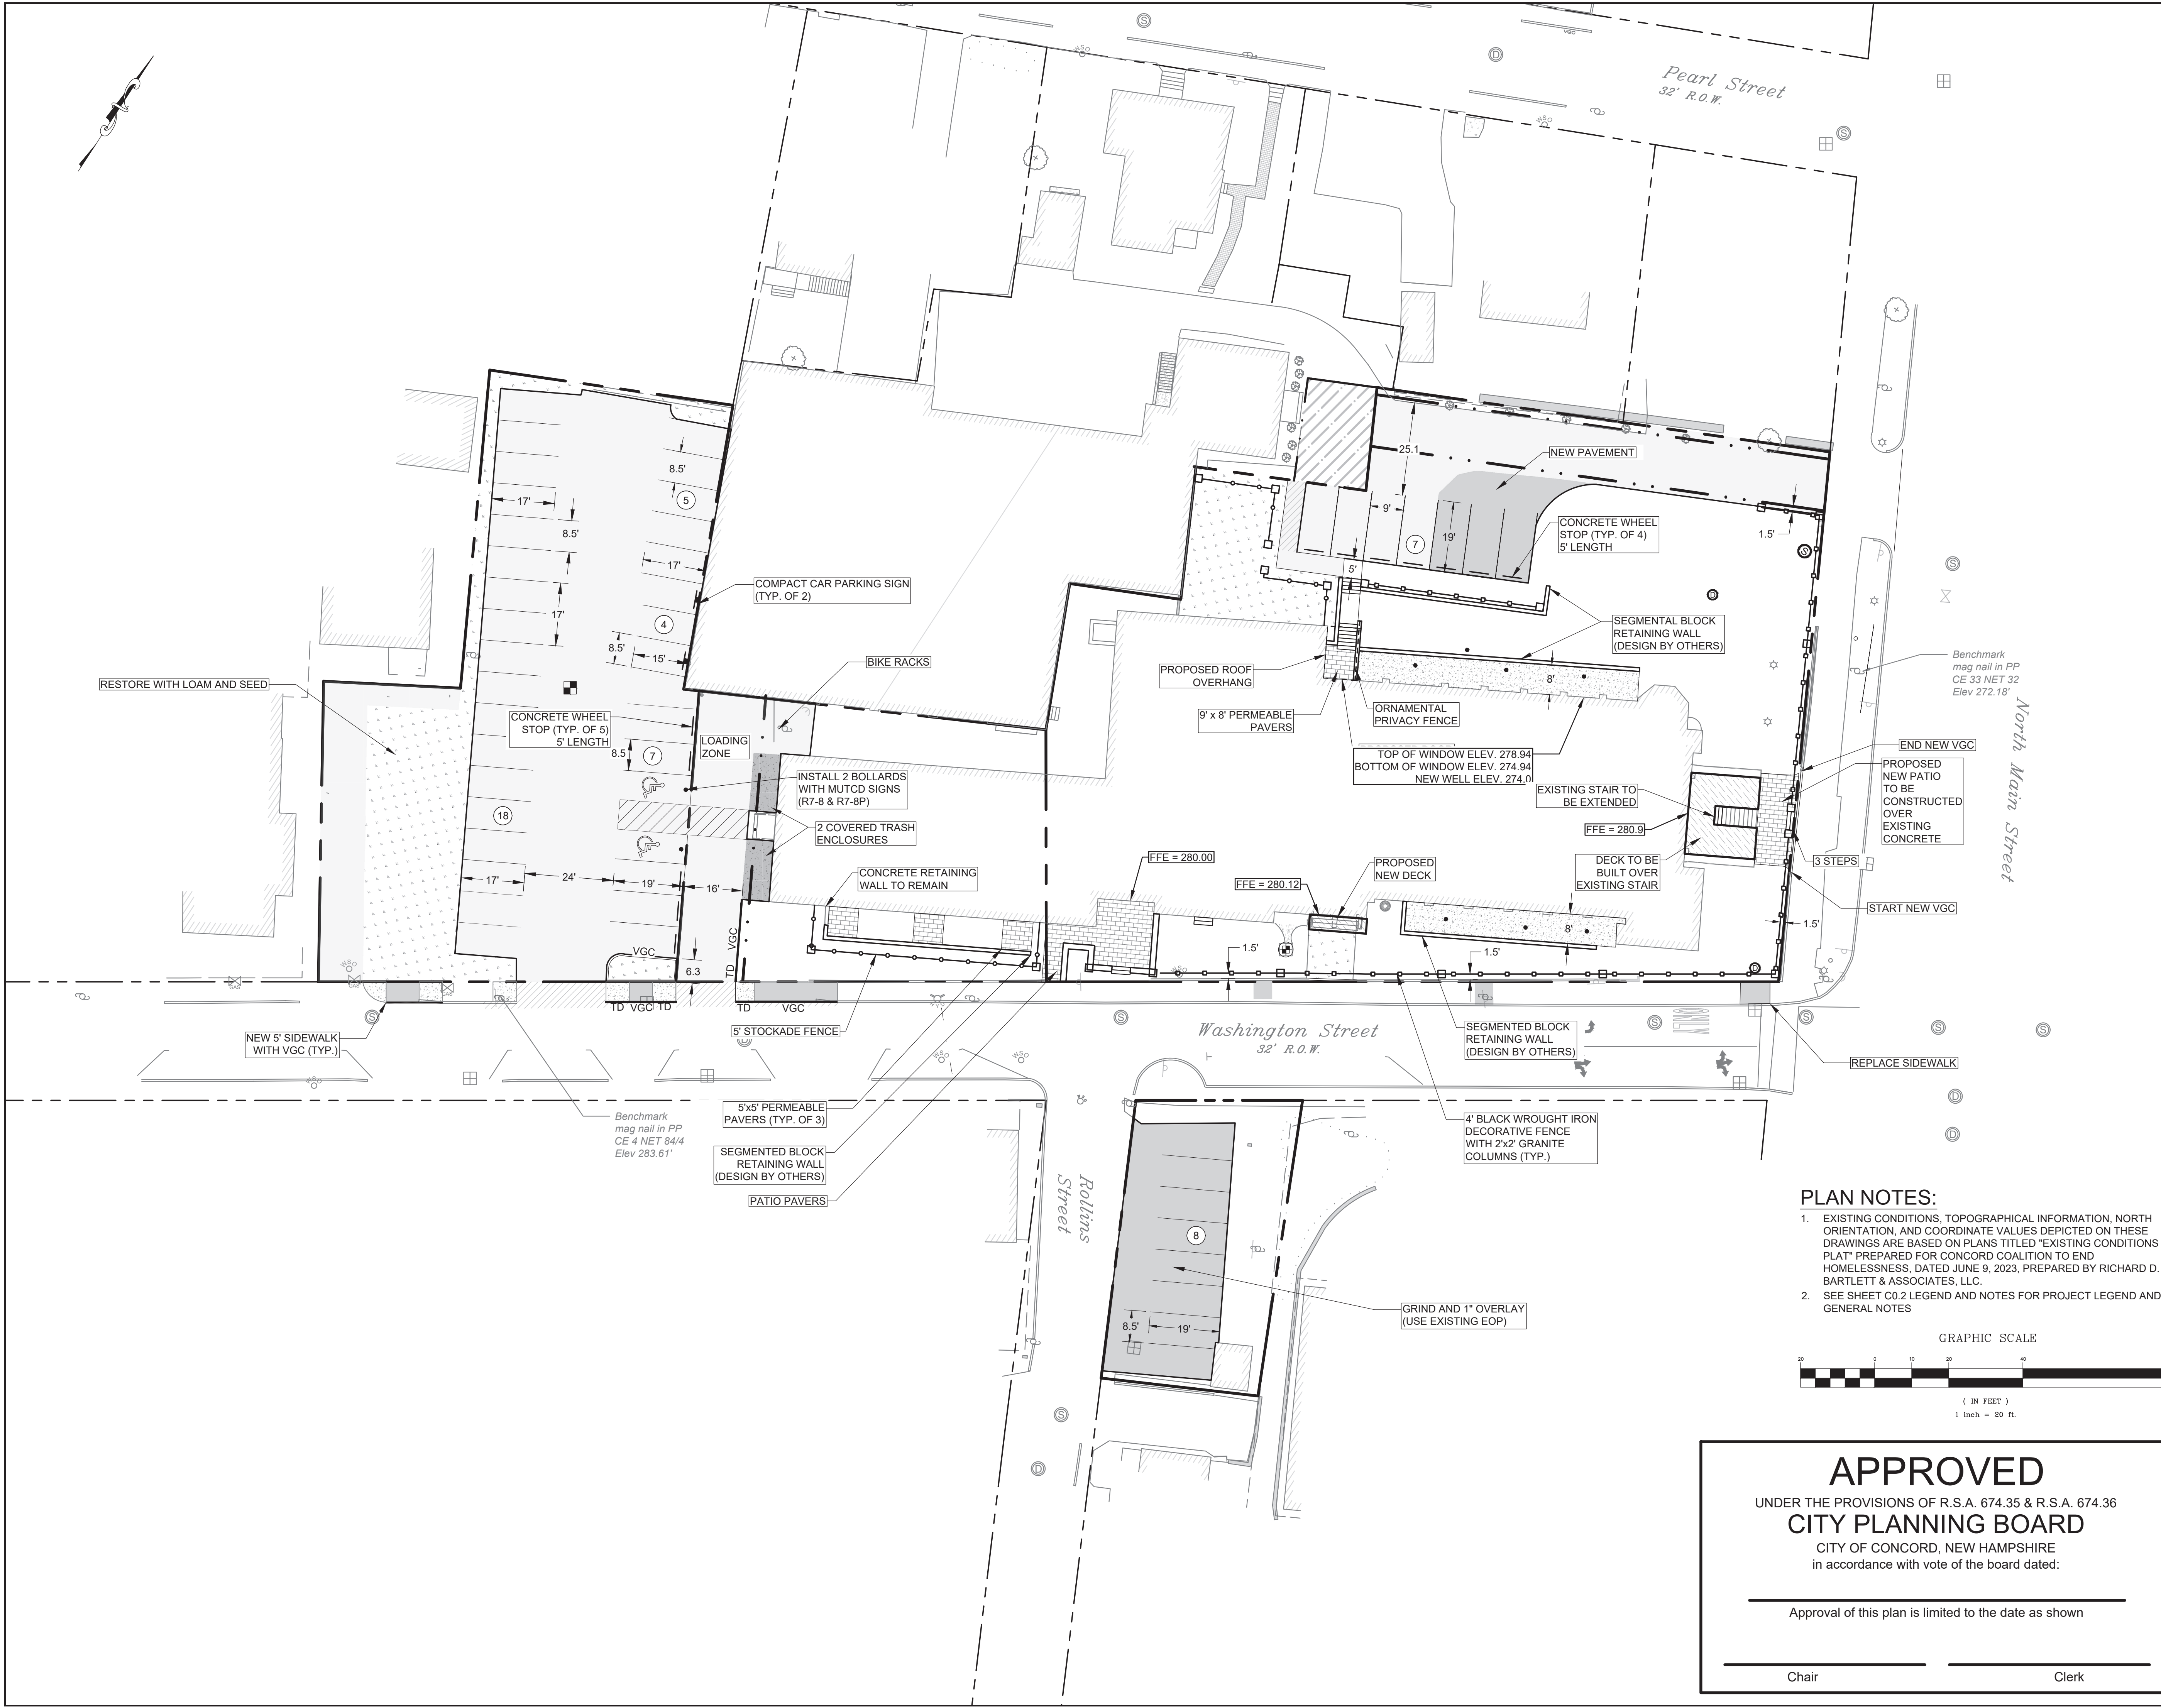 Pearl Street
32' R.O.W.
VGC
8.5'
5
17'
8.5'
17'
17'
4
8.5'
15'
COMPACT CAR PARKING SIGN
(TYP. OF 2)
25.1
NEW PAVEMENT
9'
19'
7
CONCRETE WHEEL
STOP (TYP. OF 4)
5' LENGTH
1.5'
S
D
5'
SEGMENTAL BLOCK
RETAINING WALL
(DESIGN BY OTHERS)
BIKE RACKS
PROPOSED ROOF
OVERHANG
8'
Benchmark
mag nail in PP
CE 33 NET 32
Elev 272.18'
RESTORE WITH LOAM AND SEED
CONCRETE WHEEL
STOP (TYP. OF 5)
5' LENGTH
8.5
7
LOADING
ZONE
9' x 8' PERMEABLE
PAVERS
ORNAMENTAL
PRIVACY FENCE
North Main Street
TOP OF WINDOW ELEV. 278.94
BOTTOM OF WINDOW ELEV. 274.94
NEW WELL ELEV. 274.0
END NEW VGC
INSTALL 2 BOLLARDS
WITH MUTCD SIGNS
(R7-8 & R7-8P)
EXISTING STAIR TO
BE EXTENDED
PROPOSED
NEW PATIO
TO BE
CONSTRUCTED
OVER
EXISTING
CONCRETE
18
2 COVERED TRASH
ENCLOSURES
FFE = 280.9
FFE = 280.00
3 STEPS
17'
24'
19'
16'
CONCRETE RETAINING
WALL TO REMAIN
FFE = 280.12
PROPOSED
NEW DECK
DECK TO BE
BUILT OVER
EXISTING STAIR
START NEW VGC
VGC
VGC
TD
6.3
1.5'
8'
1.5'
1.5'
D
TD VGC TD
TD
VGC
NEW 5' SIDEWALK
WITH VGC (TYP.)
5' STOCKADE FENCE
Washington Street
32' R.O.W.
SEGMENTED BLOCK
RETAINING WALL
(DESIGN BY OTHERS)
REPLACE SIDEWALK
Benchmark
mag nail in PP
CE 4 NET 84/4
Elev 283.61'
5'x5' PERMEABLE
PAVERS (TYP. OF 3)
SEGMENTED BLOCK
RETAINING WALL
(DESIGN BY OTHERS)
PATIO PAVERS
4' BLACK WROUGHT IRON
DECORATIVE FENCE
WITH 2'x2' GRANITE
COLUMNS (TYP.)
Rollins
Street
8
GRIND AND 1" OVERLAY
(USE EXISTING EOP)
8.5'
19'
PLAN NOTES:
1. EXISTING CONDITIONS, TOPOGRAPHICAL INFORMATION, NORTH
ORIENTATION, AND COORDINATE VALUES DEPICTED ON THESE
DRAWINGS ARE BASED ON PLANS TITLED "EXISTING CONDITIONS
PLAT" PREPARED FOR CONCORD COALITION TO END
HOMELESSNESS, DATED JUNE 9, 2023, PREPARED BY RICHARD D.
BARTLETT & ASSOCIATES, LLC.
2. SEE SHEET C0.2 LEGEND AND NOTES FOR PROJECT LEGEND AND
GENERAL NOTES
GRAPHIC SCALE
20 0 10 20 40
( IN FEET )
1 inch = 20 ft.
APPROVED
UNDER THE PROVISIONS OF R.S.A. 674.35 & R.S.A. 674.36
CITY PLANNING BOARD
CITY OF CONCORD, NEW HAMPSHIRE
in accordance with vote of the board dated:
Approval of this plan is limited to the date as shown
Chair Clerk